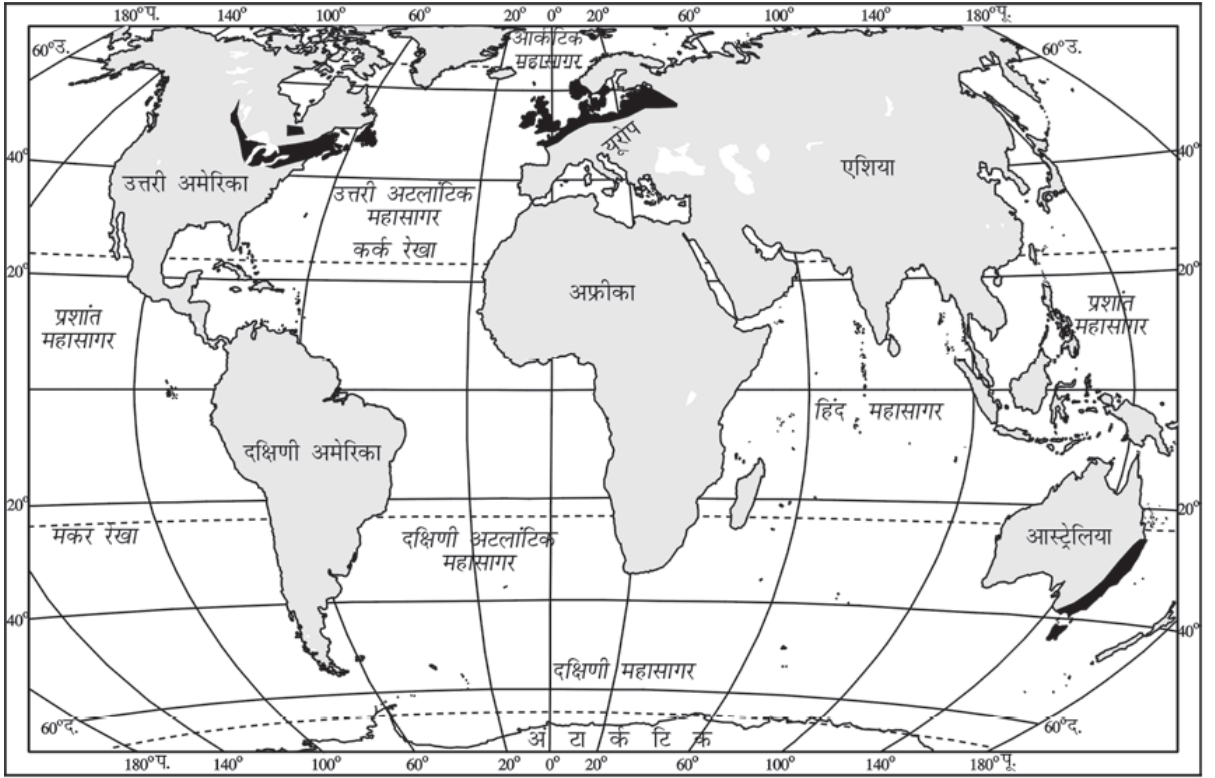 180°प. 140° 100° 60° 20° 0° 20° 60° 100° 140° 180°पू.
60°उ.
आर्कटिक
महासागर
60°उ.
40°
यूरोप
40°
उत्तरी अमेरिका
एशिया
उत्तरी अटलांटिक
महासागर
कर्क रेखा
20°
20°
अफ्रीका
प्रशांत
महासागर
प्रशांत
महासागर
हिंद महासागर
दक्षिणी अमेरिका
20°
20°
मकर रेखा
दक्षिणी अटलांटिक
महासागर
आस्ट्रेलिया
40°
40°
दक्षिणी महासागर
60°द.
60°द.
अं टा र्क टि क
180°प. 140° 100° 60° 20° 0° 20° 60° 100° 140° 180°पू.